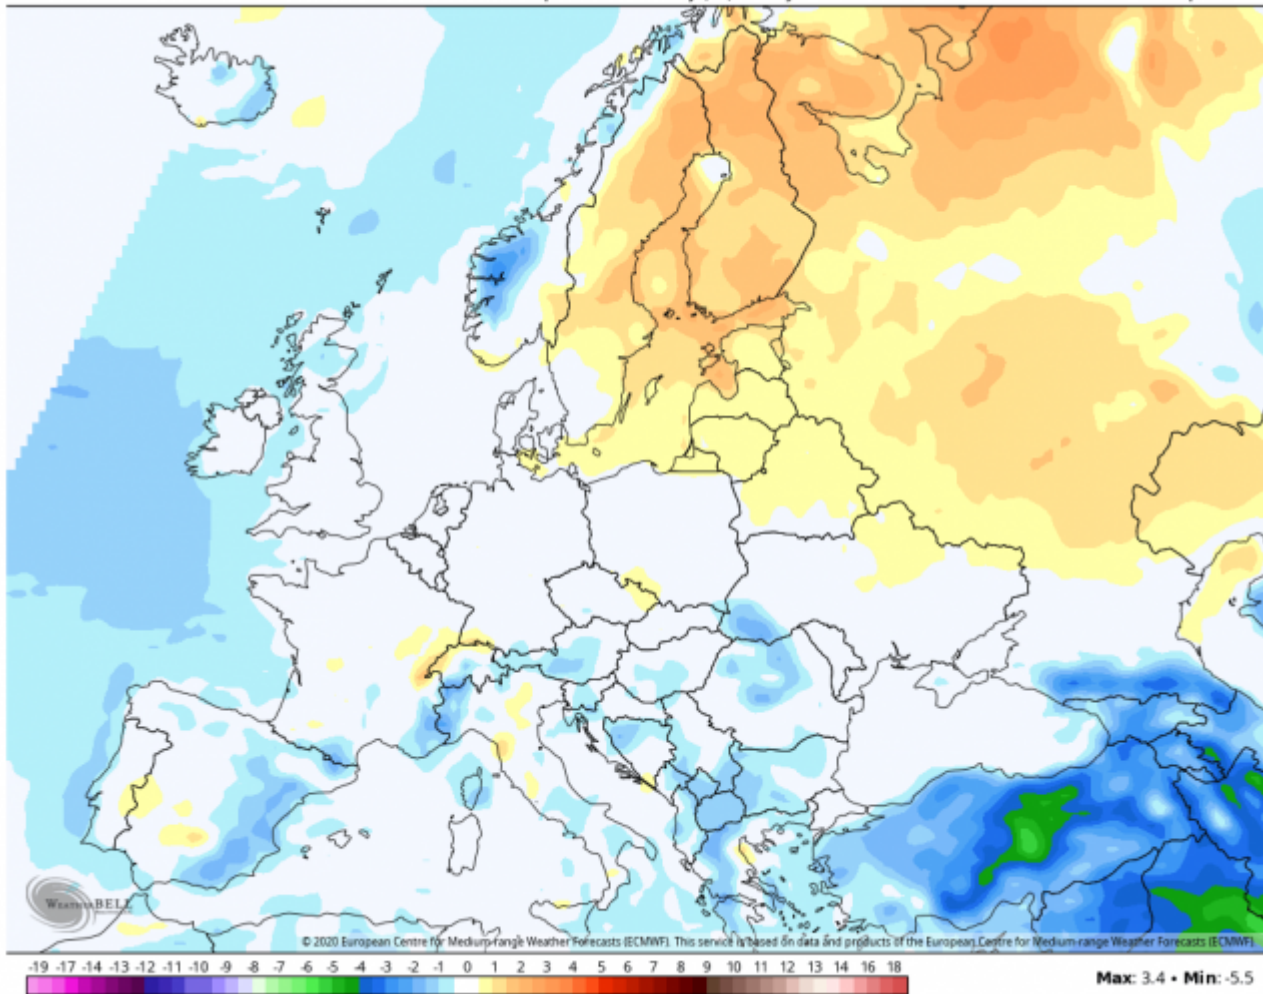 WEATHERBELL
© 2020 European Centre for Medium-range Weather Forecasts (ECMWF). This service is based on data and products of the European Centre for Medium-range Weather Forecasts (ECMWF).
-19 -17 -14 -13 -12 -11 -10 -9 -8 -7 -6 -5 -4 -3 -2 -1 0 1 2 3 4 5 6 7 8 9 10 11 12 13 14 16 18
Max: 3.4 • Min: -5.5